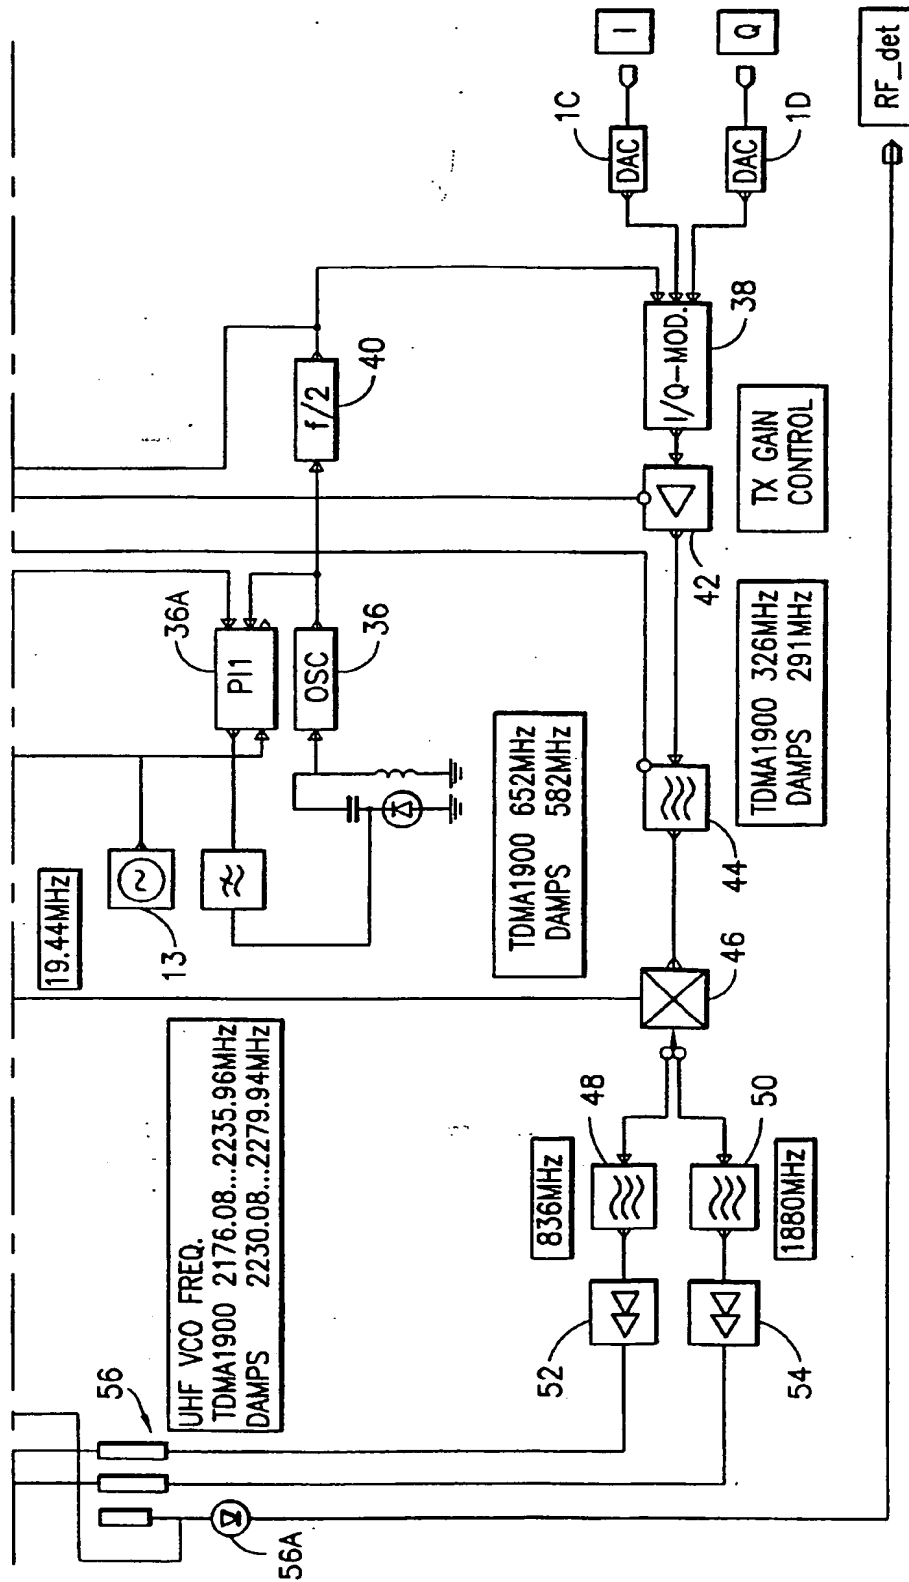 UHF VCO FREQ.
TDMA1900 2176.08...2235.96MHz
DAMPS 2230.08...2279.94MHz
19.44MHz
13
PI1
36A
OSC
36
f/2
40
56
56A
TDMA1900 652MHz
DAMPS 582MHz
836MHz
48
52
50
1880MHz
54
46
44
TDMA1900 326MHz
DAMPS 291MHz
42
TX GAIN
CONTROL
I/Q-MOD.
38
DAC
1C
I
DAC
1D
Q
RF_det